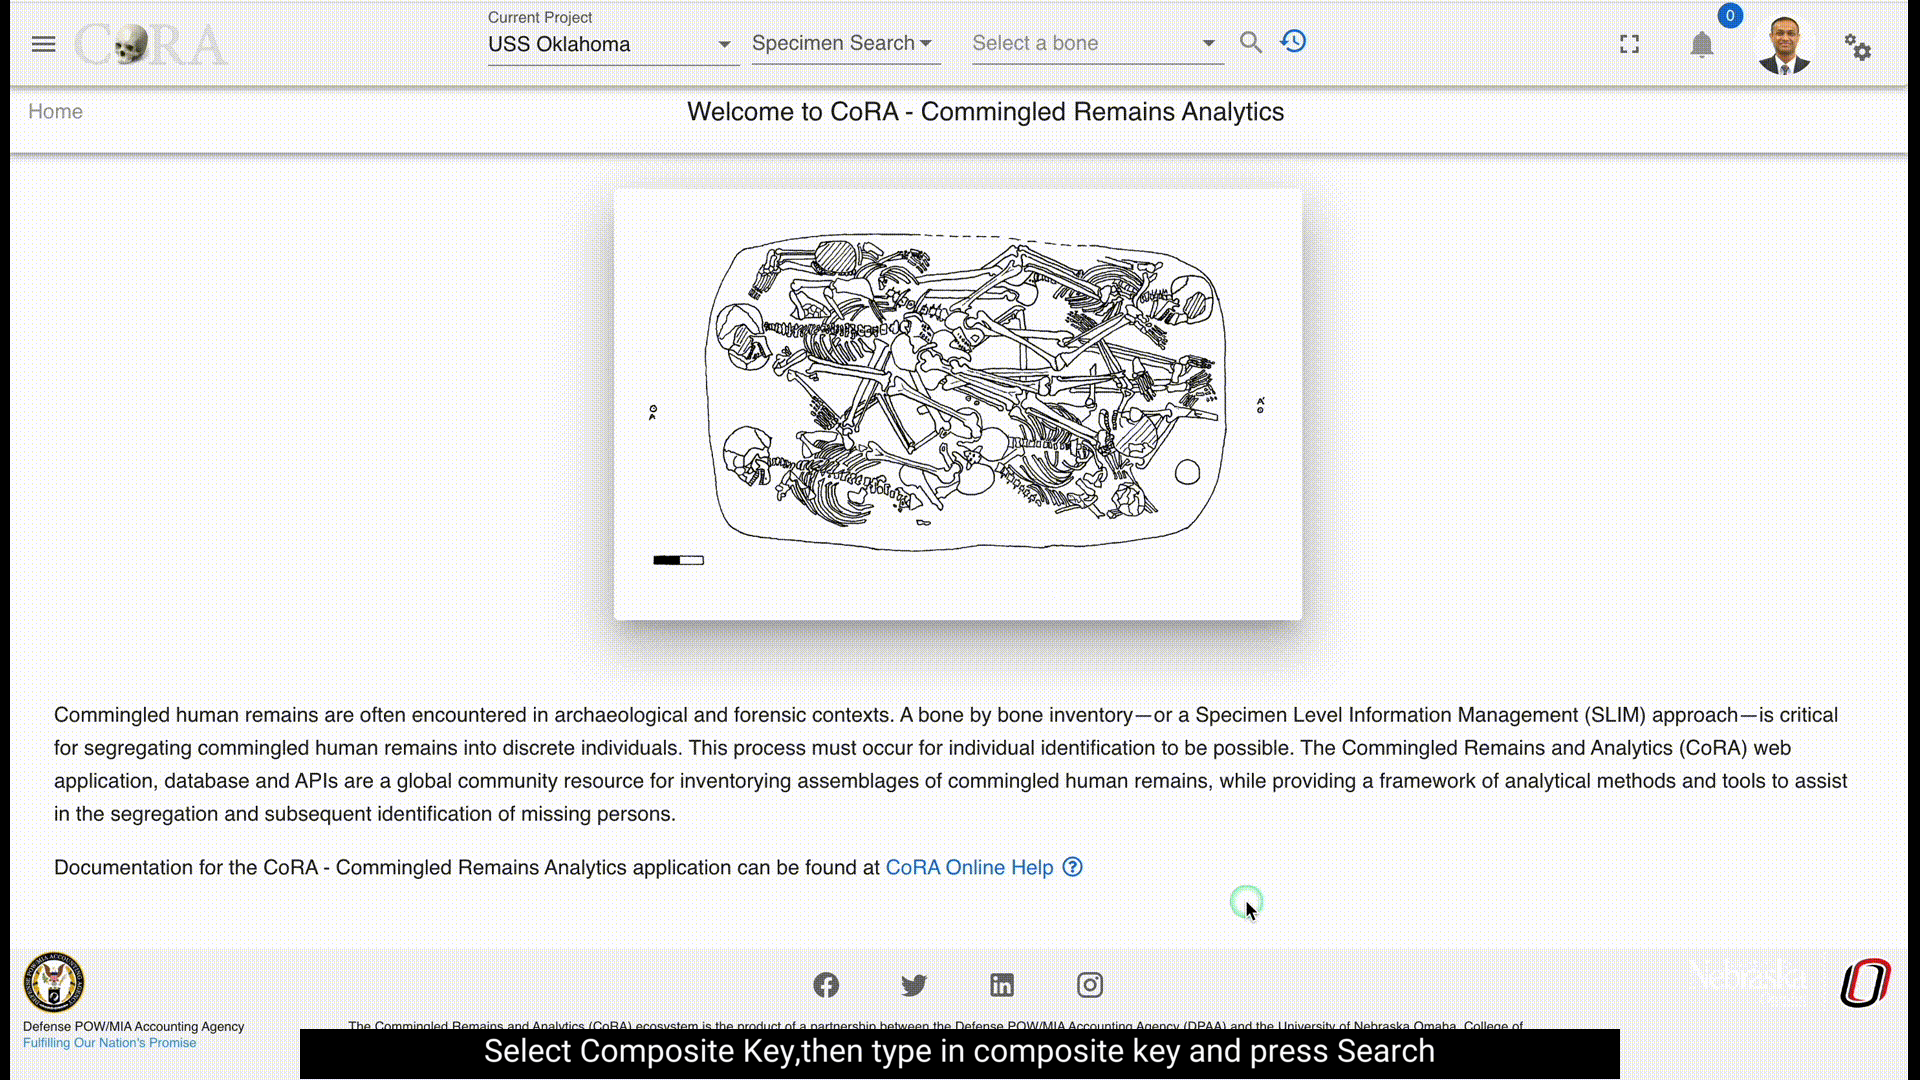 Current Project
CoRA
USS Oklahoma
Specimen Search
Select a bone
0
Home
Welcome to CoRA - Commingled Remains Analytics
Commingled human remains are often encountered in archaeological and forensic contexts. A bone by bone inventory—or a Specimen Level Information Management (SLIM) approach—is critical
for segregating commingled human remains into discrete individuals. This process must occur for individual identification to be possible. The Commingled Remains and Analytics (CoRA) web
application, database and APIs are a global community resource for inventorying assemblages of commingled human remains, while providing a framework of analytical methods and tools to assist
in the segregation and subsequent identification of missing persons.
Documentation for the CoRA - Commingled Remains Analytics application can be found at CoRA Online Help
Nebraska
Defense POW/MIA Accounting Agency
Fulfilling Our Nation's Promise
The Commingled Remains and Analytics (CoRA) ecosystem is the product of a partnership between the Defense POW/MIA Accounting Agency (DPAA) and the University of Nebraska Omaha, College of
Select Composite Key,then type in composite key and press Search